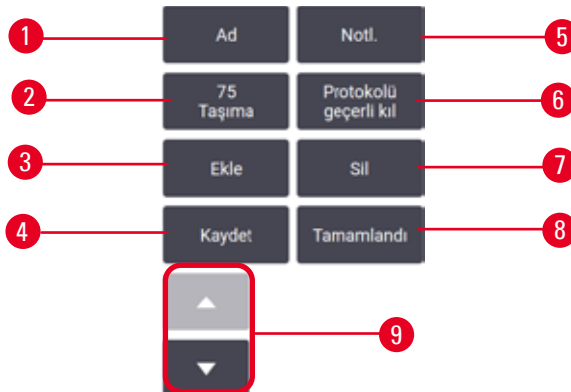 1
Ad
Notl.
5
2
75
Taşıma
Protokolü
geçerli kıl
6
3
Ekle
Sil
7
4
Kaydet
Tamamlandı
8
9